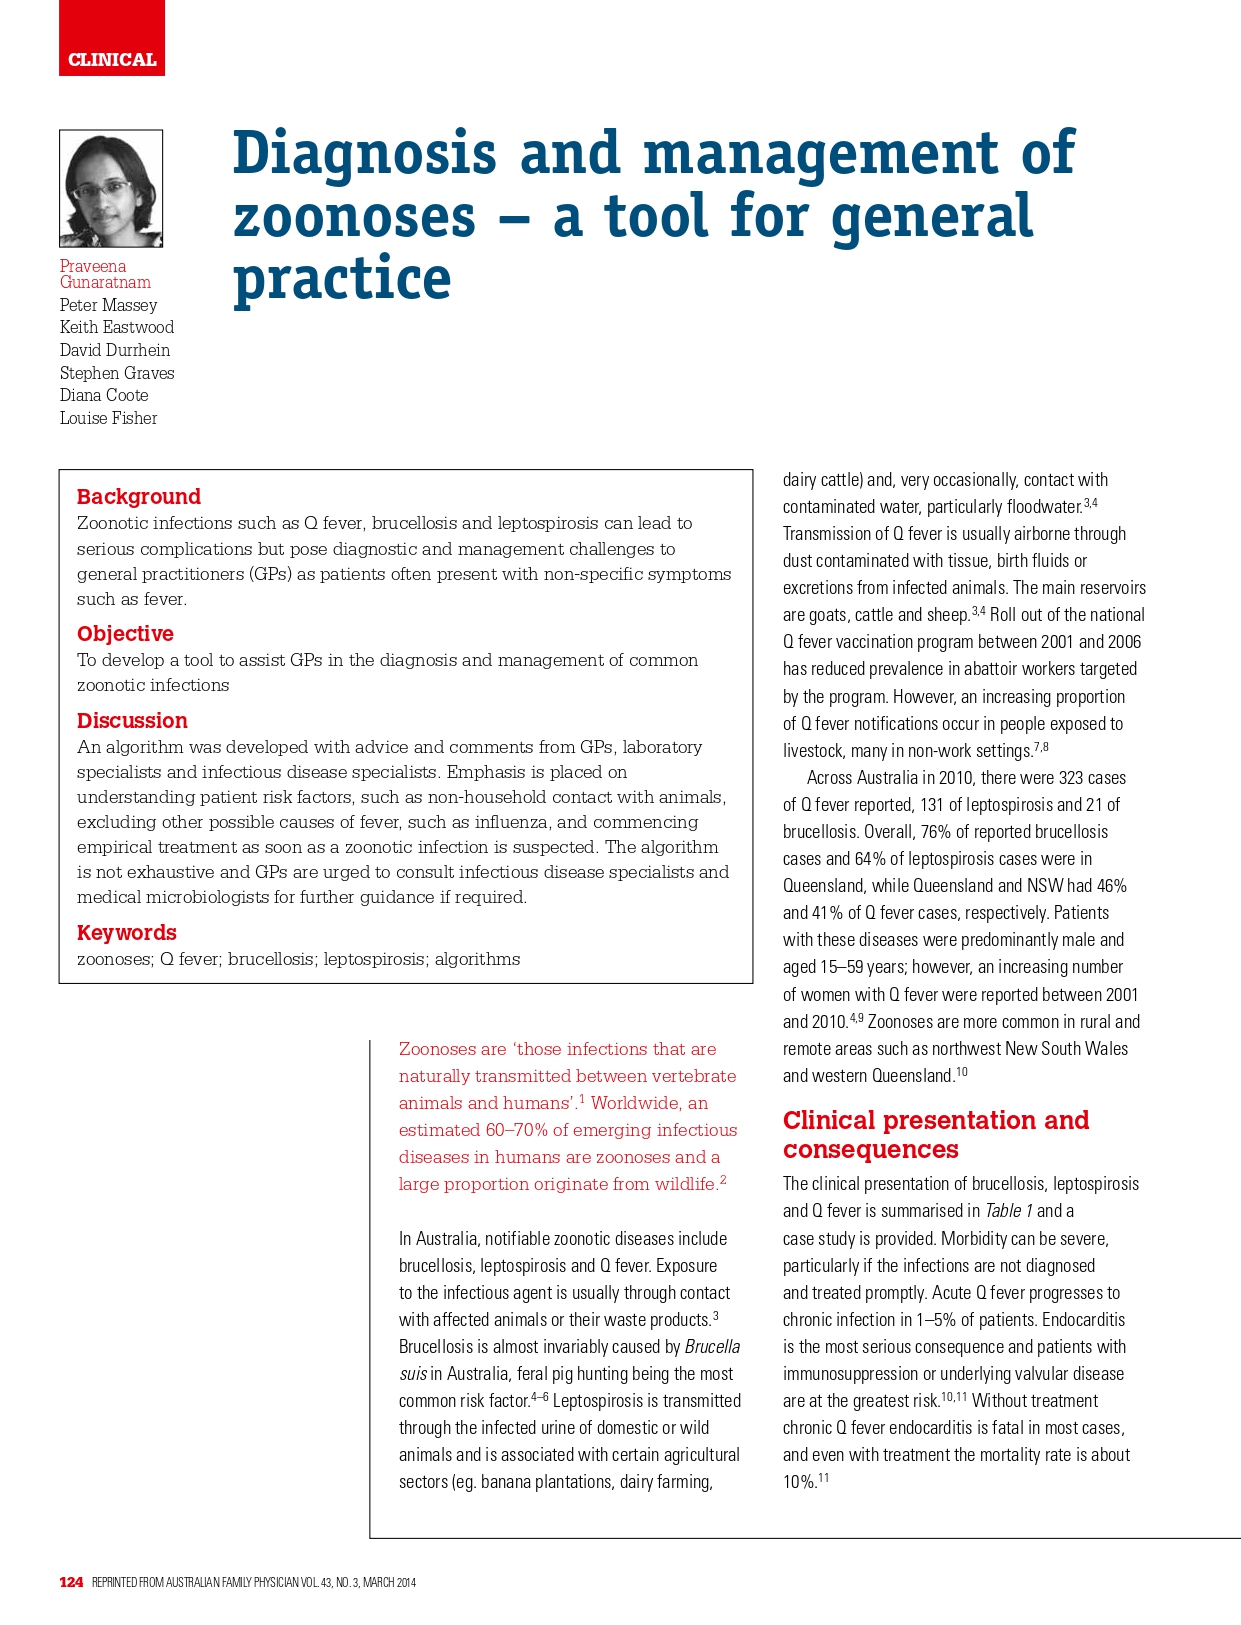 CLINICAL
Diagnosis and management of
zoonoses – a tool for general
practice
Praveena
Gunaratnam
Peter Massey
Keith Eastwood
David Durrhein
Stephen Graves
Diana Coote
Louise Fisher
Background
Zoonotic infections such as Q fever, brucellosis and leptospirosis can lead to
serious complications but pose diagnostic and management challenges to
general practitioners (GPs) as patients often present with non-specific symptoms
such as fever.
Objective
To develop a tool to assist GPs in the diagnosis and management of common
zoonotic infections
Discussion
An algorithm was developed with advice and comments from GPs, laboratory
specialists and infectious disease specialists. Emphasis is placed on
understanding patient risk factors, such as non-household contact with animals,
excluding other possible causes of fever, such as influenza, and commencing
empirical treatment as soon as a zoonotic infection is suspected. The algorithm
is not exhaustive and GPs are urged to consult infectious disease specialists and
medical microbiologists for further guidance if required.
Keywords
zoonoses; Q fever; brucellosis; leptospirosis; algorithms
Zoonoses are ‘those infections that are
naturally transmitted between vertebrate
animals and humans’.1 Worldwide, an
estimated 60–70% of emerging infectious
diseases in humans are zoonoses and a
large proportion originate from wildlife.2
In Australia, notifiable zoonotic diseases include
brucellosis, leptospirosis and Q fever. Exposure
to the infectious agent is usually through contact
with affected animals or their waste products.3
Brucellosis is almost invariably caused by Brucella
suis in Australia, feral pig hunting being the most
common risk factor.4–6 Leptospirosis is transmitted
through the infected urine of domestic or wild
animals and is associated with certain agricultural
sectors (eg. banana plantations, dairy farming,
dairy cattle) and, very occasionally, contact with
contaminated water, particularly floodwater.3,4
Transmission of Q fever is usually airborne through
dust contaminated with tissue, birth fluids or
excretions from infected animals. The main reservoirs
are goats, cattle and sheep.3,4 Roll out of the national
Q fever vaccination program between 2001 and 2006
has reduced prevalence in abattoir workers targeted
by the program. However, an increasing proportion
of Q fever notifications occur in people exposed to
livestock, many in non-work settings.7,8
Across Australia in 2010, there were 323 cases
of Q fever reported, 131 of leptospirosis and 21 of
brucellosis. Overall, 76% of reported brucellosis
cases and 64% of leptospirosis cases were in
Queensland, while Queensland and NSW had 46%
and 41% of Q fever cases, respectively. Patients
with these diseases were predominantly male and
aged 15–59 years; however, an increasing number
of women with Q fever were reported between 2001
and 2010.4,9 Zoonoses are more common in rural and
remote areas such as northwest New South Wales
and western Queensland.10
Clinical presentation and
consequences
The clinical presentation of brucellosis, leptospirosis
and Q fever is summarised in Table 1 and a
case study is provided. Morbidity can be severe,
particularly if the infections are not diagnosed
and treated promptly. Acute Q fever progresses to
chronic infection in 1–5% of patients. Endocarditis
is the most serious consequence and patients with
immunosuppression or underlying valvular disease
are at the greatest risk.10,11 Without treatment
chronic Q fever endocarditis is fatal in most cases,
and even with treatment the mortality rate is about
10%.11
124 REPRINTED FROM AUSTRALIAN FAMILY PHYSICIAN VOL. 43, NO. 3, MARCH 2014